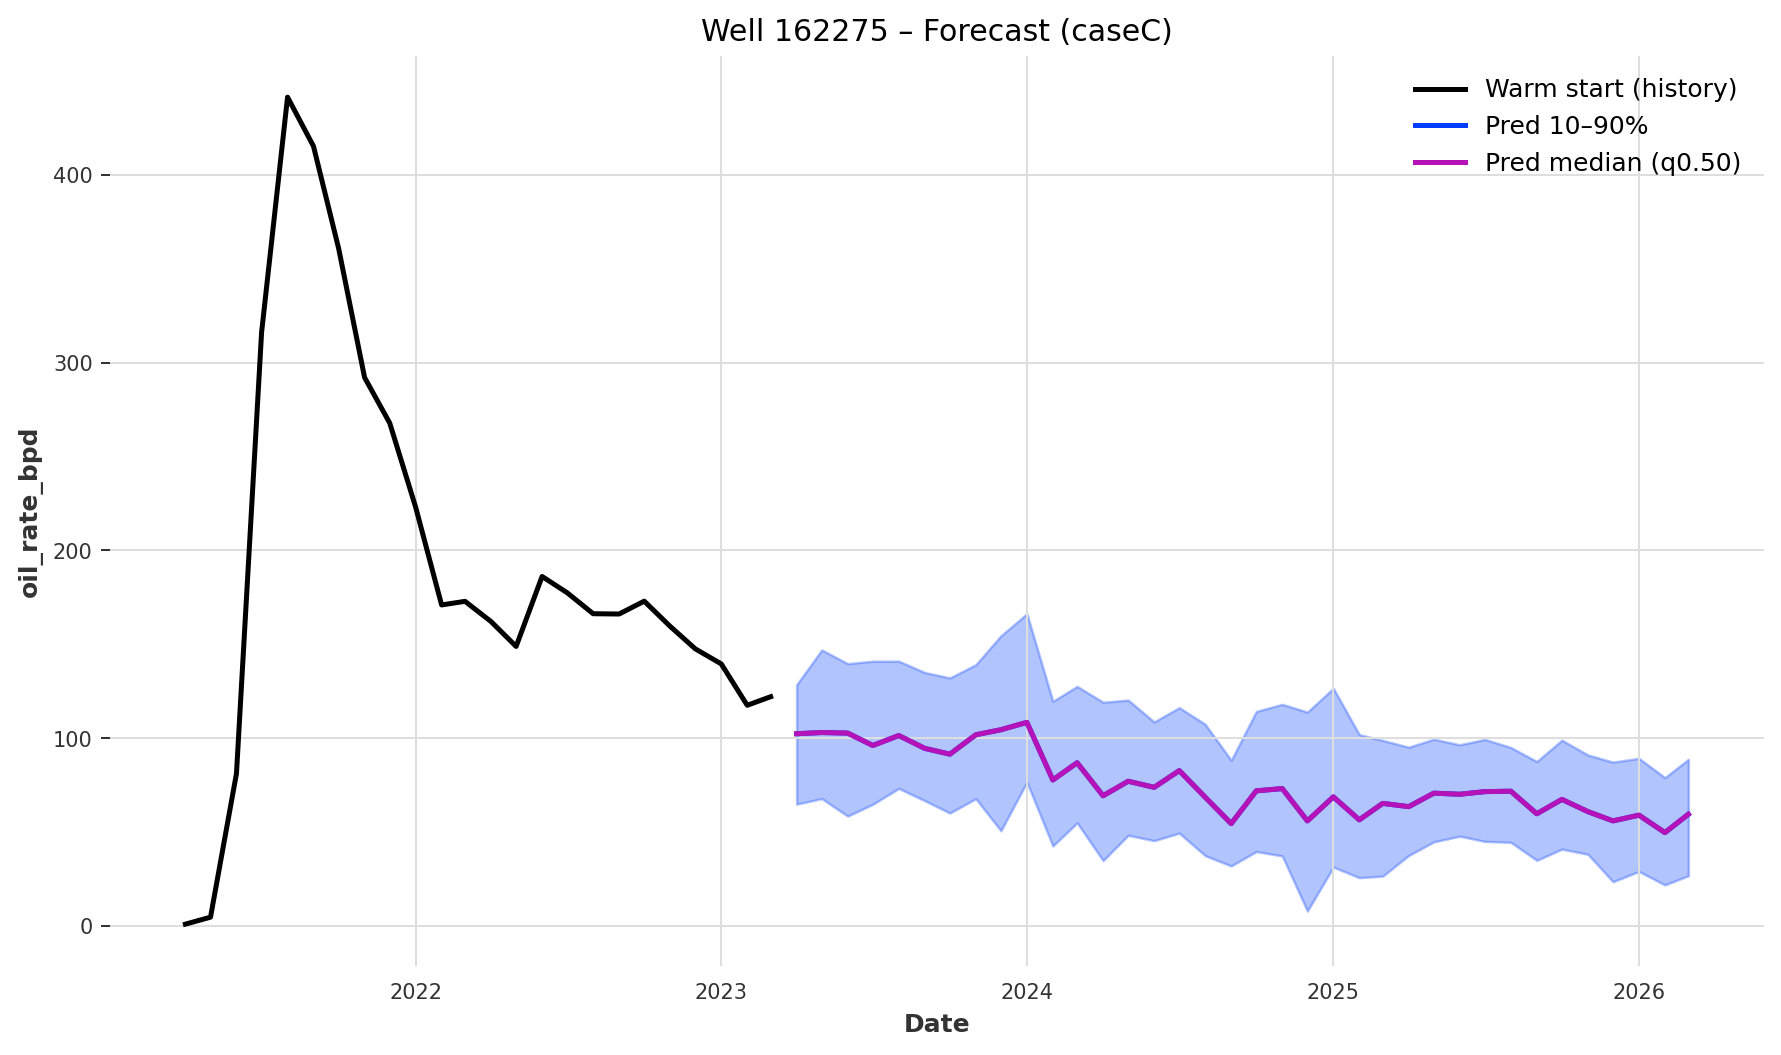 Well 162275 – Forecast (caseC)
Warm start (history)
Pred 10–90%
Pred median (q0.50)
oil_rate_bpd
400
300
200
100
0
2022
2023
2024
2025
2026
Date